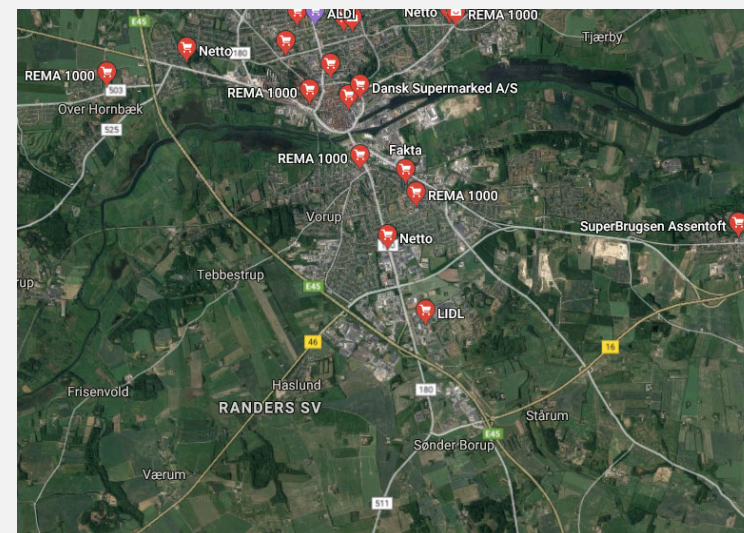 ALDI
Netto
REMA 1000
E45
Tjærby
Netto
180
REMA 1000
503
REMA 1000
Dansk Supermarked A/S
Over Hornbæk
525
REMA 1000
Fakta
REMA 1000
Vorup
SuperBrugsen Assentoft
Netto
Tebbestrup
rup
E45
LIDL
46
16
Haslund
180
Frisenvold
RANDERS SV
Stårum
E45
Sønder Borup
Værum
511